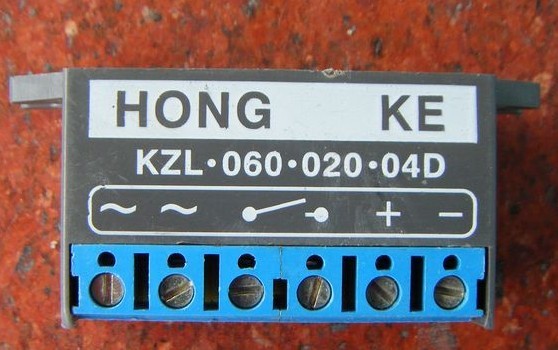 HONG KE
KZL·060·020·04D
~ ~ + −